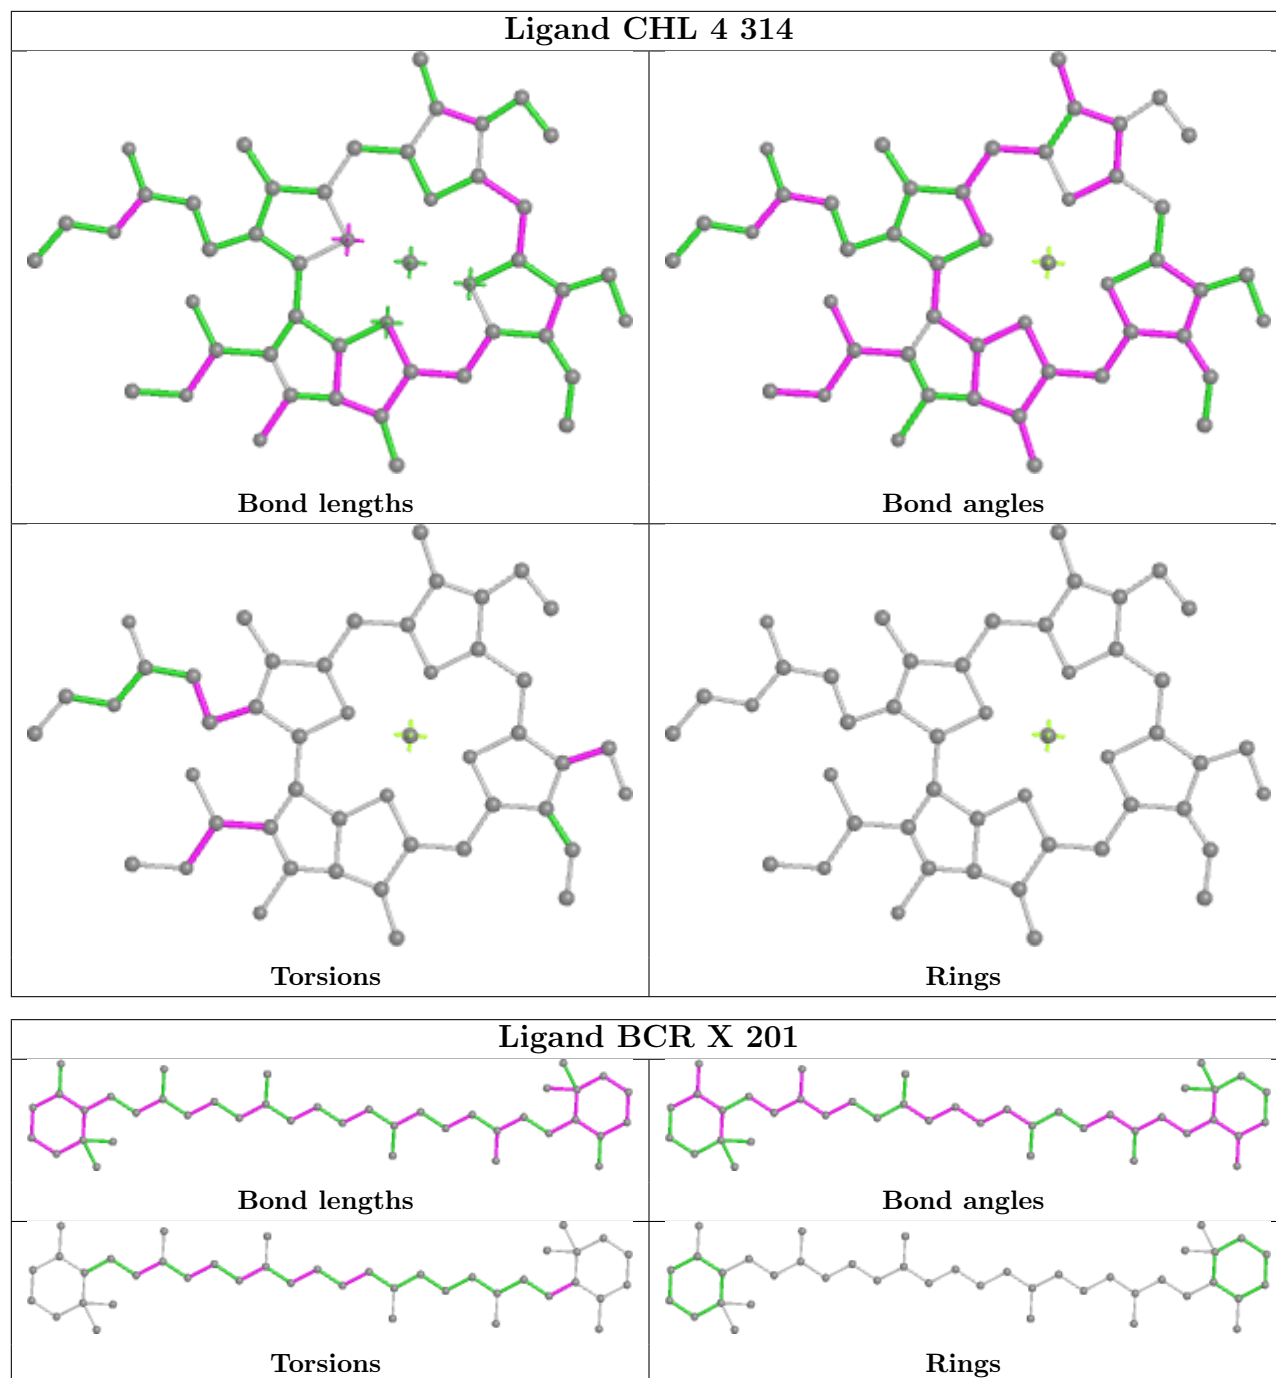 Ligand CHL 4 314
Bond lengths
Bond angles
Torsions
Rings
Ligand BCR X 201
Bond lengths
Bond angles
Torsions
Rings